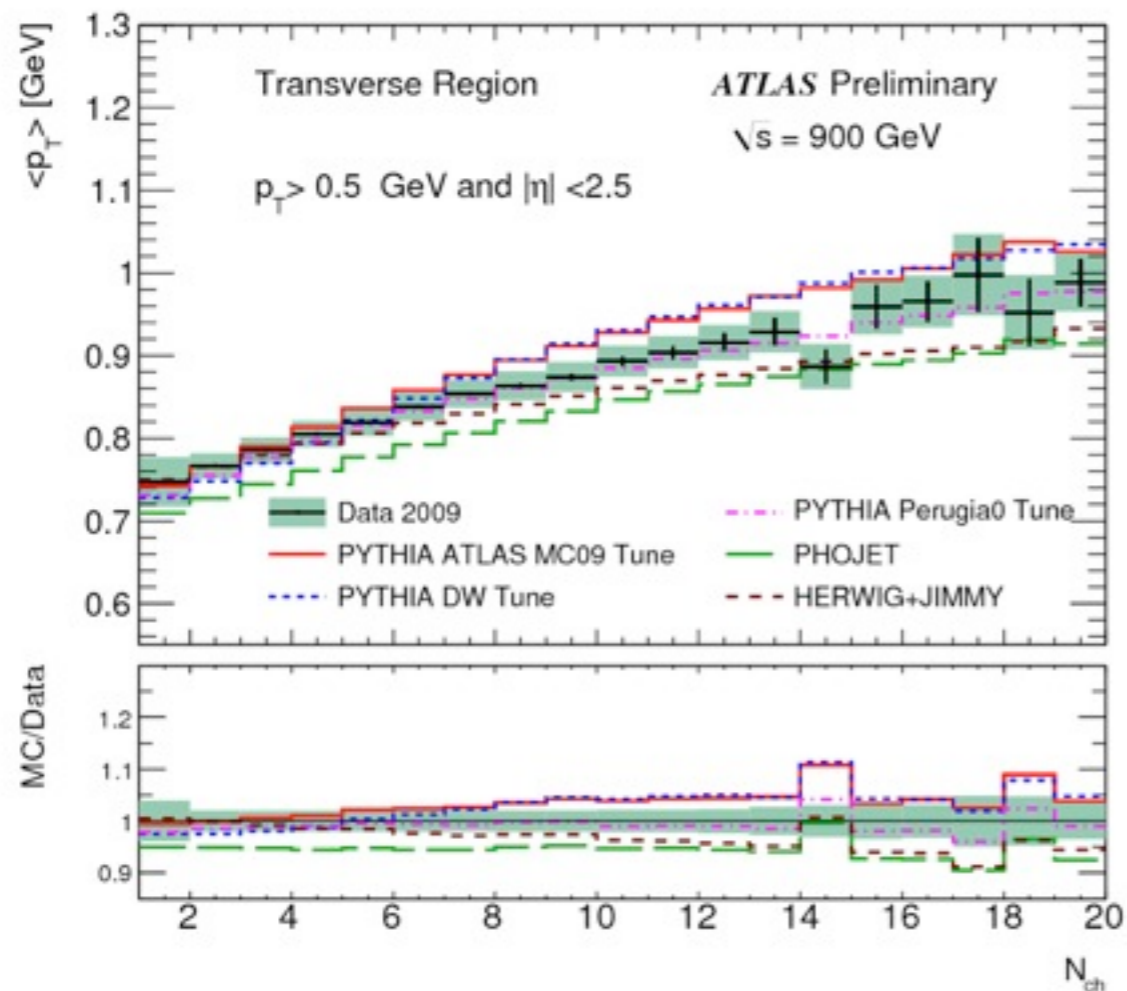 <p_T> [GeV]
1.3
1.2
1.1
1
0.9
0.8
0.7
0.6
Transverse Region
ATLAS Preliminary
√s = 900 GeV
p_T> 0.5 GeV and |η| <2.5
Data 2009
PYTHIA ATLAS MC09 Tune
PYTHIA DW Tune
PYTHIA Perugia0 Tune
PHOJET
HERWIG+JIMMY
MC/Data
1.2
1.1
1
0.9
2 4 6 8 10 12 14 16 18 20
N_ch